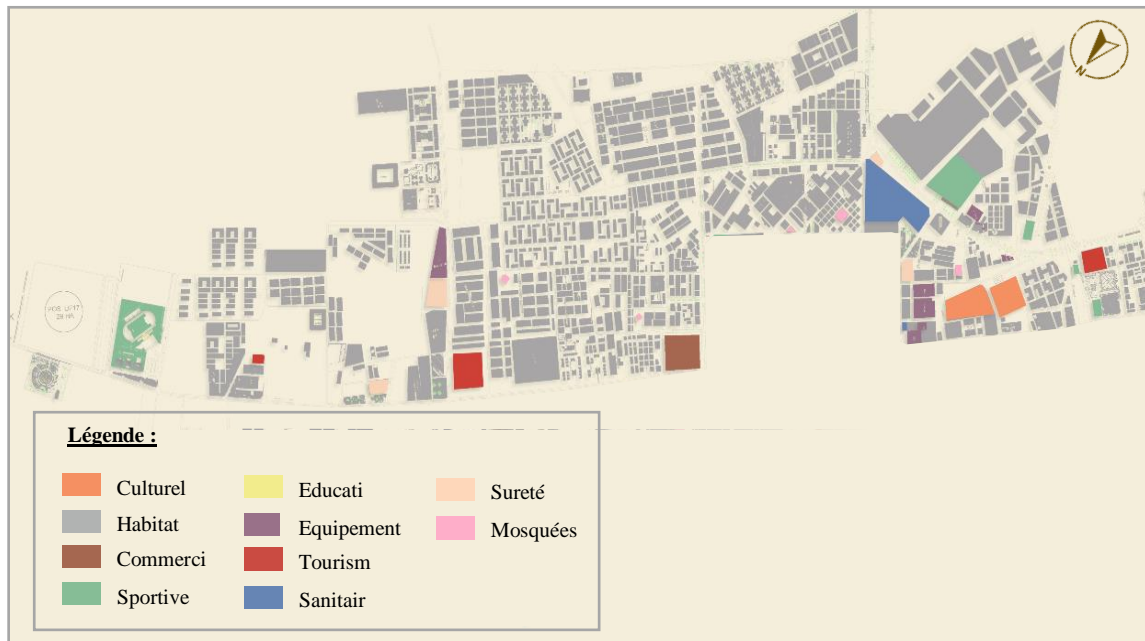 N
Légende :
Culturel
Habitat
Commerci
Sportive
Educati
Equipement
Tourism
Sanitair
Sureté
Mosquées